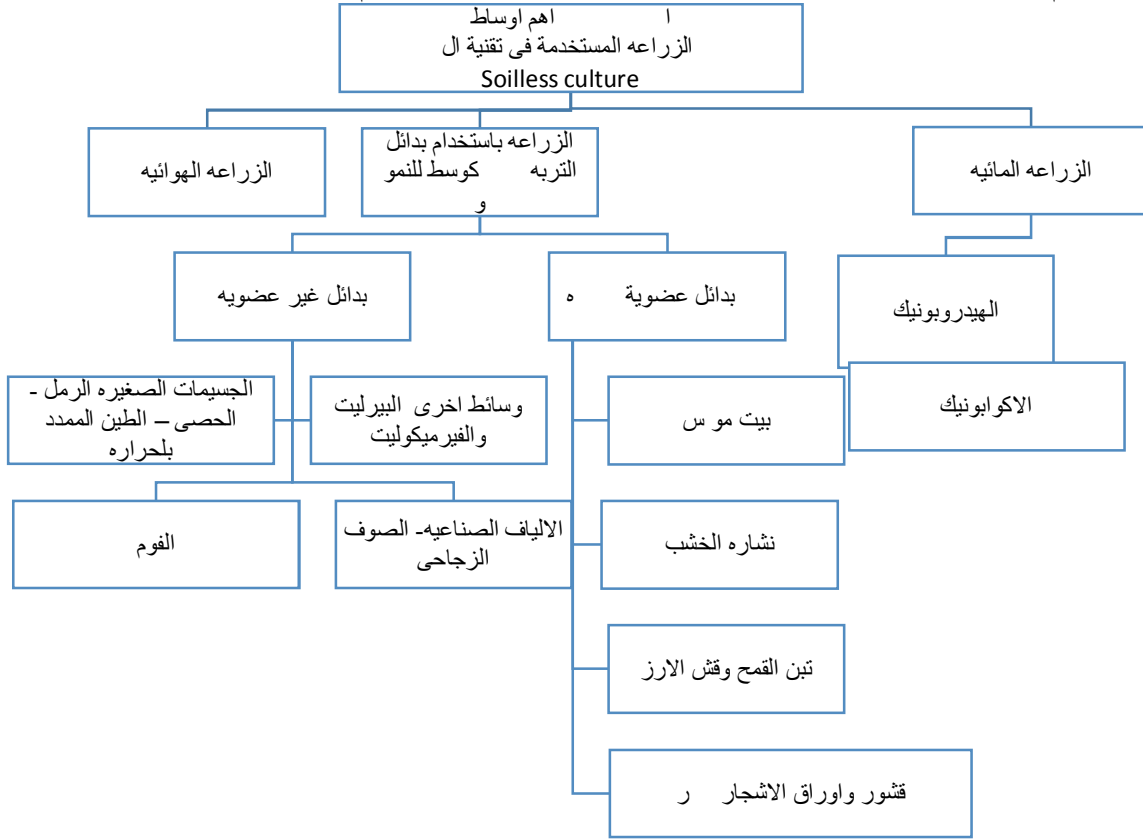 ا اهم اوساط
الزراعه المستخدمة فى تقنية ال
Soilless culture
الزراعه المائيه
الزراعه باستخدام بدائل
التربه كوسط للنمو
و
الزراعه الهوائيه
الهيدروبونيك
الاكوابونيك
بدائل عضوية ه
بدائل غير عضويه
بيت مو س
نشاره الخشب
تبن القمح وقش الارز
قشور واوراق الاشجار ر
وسائط اخرى البيرليت
والفيرميكوليت
الجسيمات الصغيره الرمل -
الحصى – الطين الممدد
بلحراره
الالياف الصناعيه- الصوف
الزجاحى
الفوم